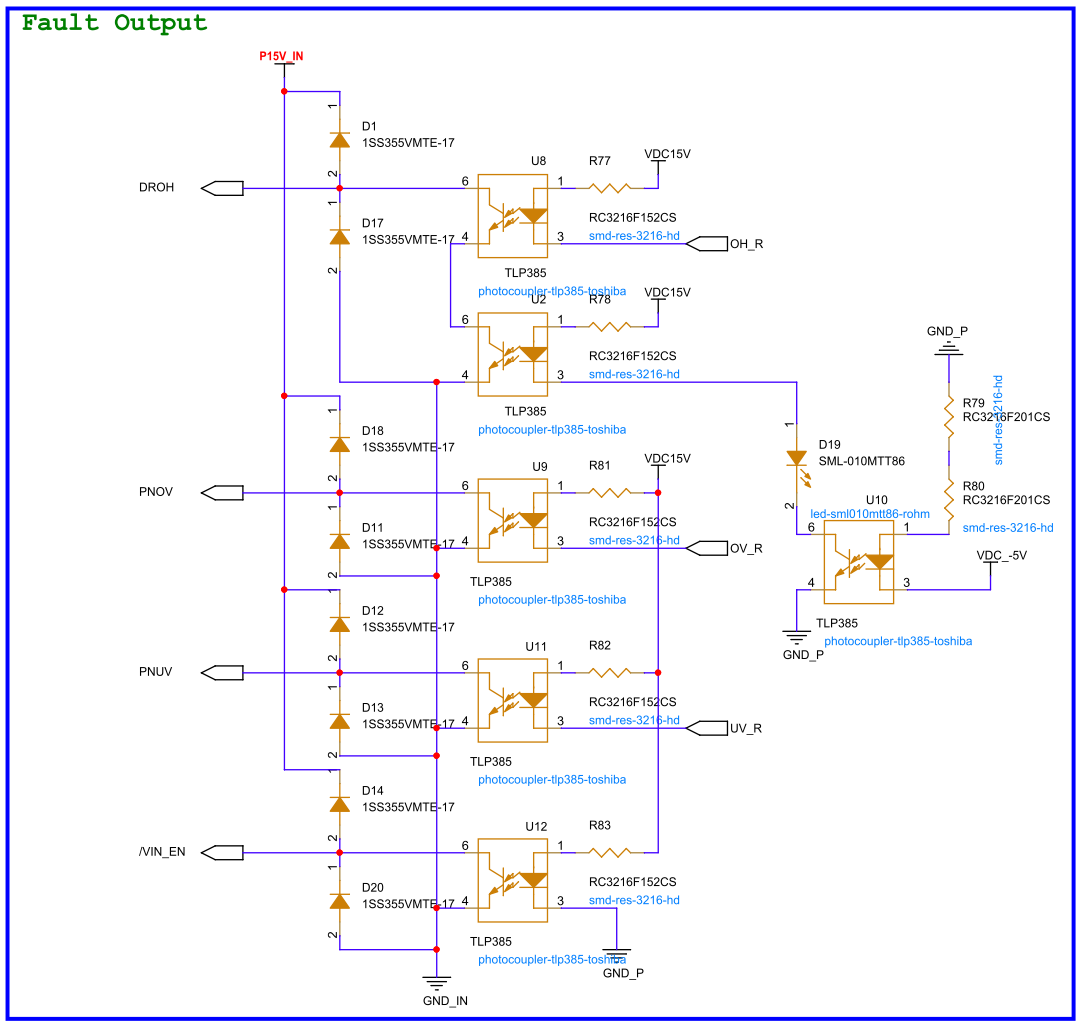 Fault Output
P15V_IN
1
D1
1SS355VMTE-17
2
DROH
1
D17
1SS355VMTE-17
2
U8
6
1
4
3
TLP385
photocoupler-tlp385-toshiba
R77
RC3216F152CS
smd-res-3216-hd
VDC15V
OH_R
U2
6
1
4
3
TLP385
photocoupler-tlp385-toshiba
R78
RC3216F152CS
smd-res-3216-hd
VDC15V
GND_P
R79
RC3216F201CS
smd-res-3216-hd
R80
RC3216F201CS
smd-res-3216-hd
1
D19
SML-010MTT86
2
led-sml010mtt86-rohm
U10
6
1
4
3
TLP385
photocoupler-tlp385-toshiba
VDC_-5V
GND_P
1
D18
1SS355VMTE-17
2
PNOV
1
D11
1SS355VMTE-17
2
U9
6
1
4
3
TLP385
photocoupler-tlp385-toshiba
R81
RC3216F152CS
smd-res-3216-hd
VDC15V
OV_R
1
D12
1SS355VMTE-17
2
PNUV
1
D13
1SS355VMTE-17
2
U11
6
1
4
3
TLP385
photocoupler-tlp385-toshiba
R82
RC3216F152CS
smd-res-3216-hd
UV_R
1
D14
1SS355VMTE-17
2
/VIN_EN
1
D20
1SS355VMTE-17
2
U12
6
1
4
3
TLP385
photocoupler-tlp385-toshiba
R83
RC3216F152CS
smd-res-3216-hd
GND_P
GND_IN